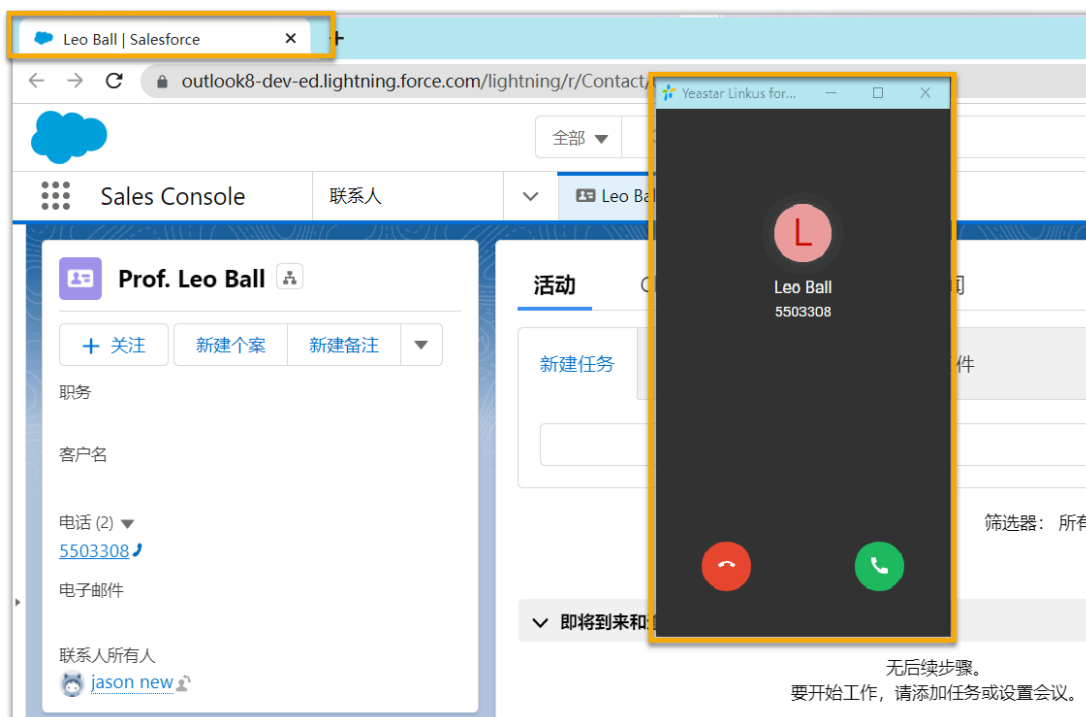 Leo Ball | Salesforce
outlook8-dev-ed.lightning.force.com/lightning/r/Contact/
Yeastar Linkus for...
全部
Sales Console
联系人
Leo Ba
L
Leo Ball
5503308
Prof. Leo Ball
关注
新建个案
新建备注
职务
客户名
电话 (2)
5503308
电子邮件
联系人所有人
jason new
活动
新建任务
件
筛选器： 所有
即将到来和
无后续步骤。
要开始工作，请添加任务或设置会议。